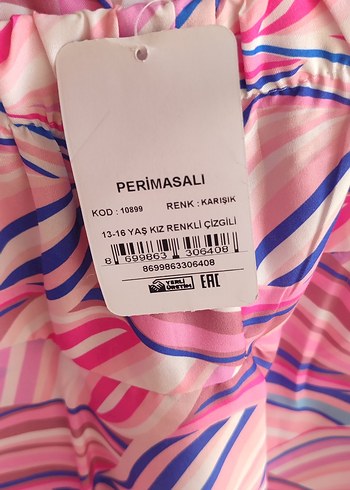 PERİMASALI
KOD : 10899 RENK : KARIŞIK
13-16 YAŞ KIZ RENKLİ ÇİZGİLİ
8 699863 306408
8699863306408
YERLİ ÜRETİM EAC